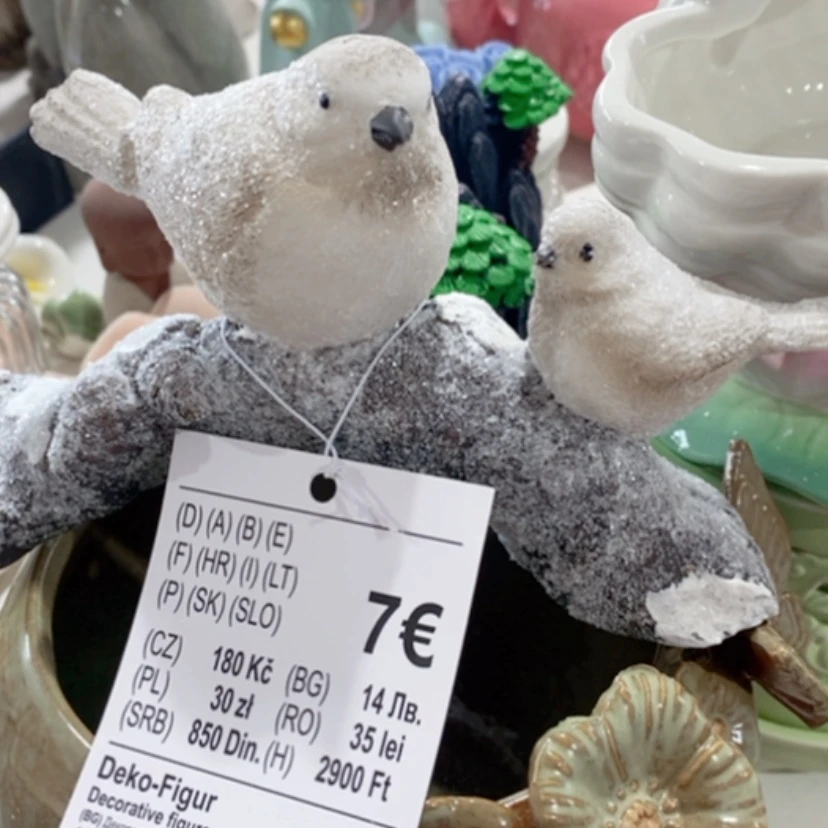 (D) (A) (B) (E)
(F) (HR) (I) (LT)
(P) (SK) (SLO)
7€
(CZ) 180 Kč (BG) 14 Лв.
(PL) 30 zł (RO) 35 lei
(SRB) 850 Din. (H) 2900 Ft
Deko-Figur
Decorative figure